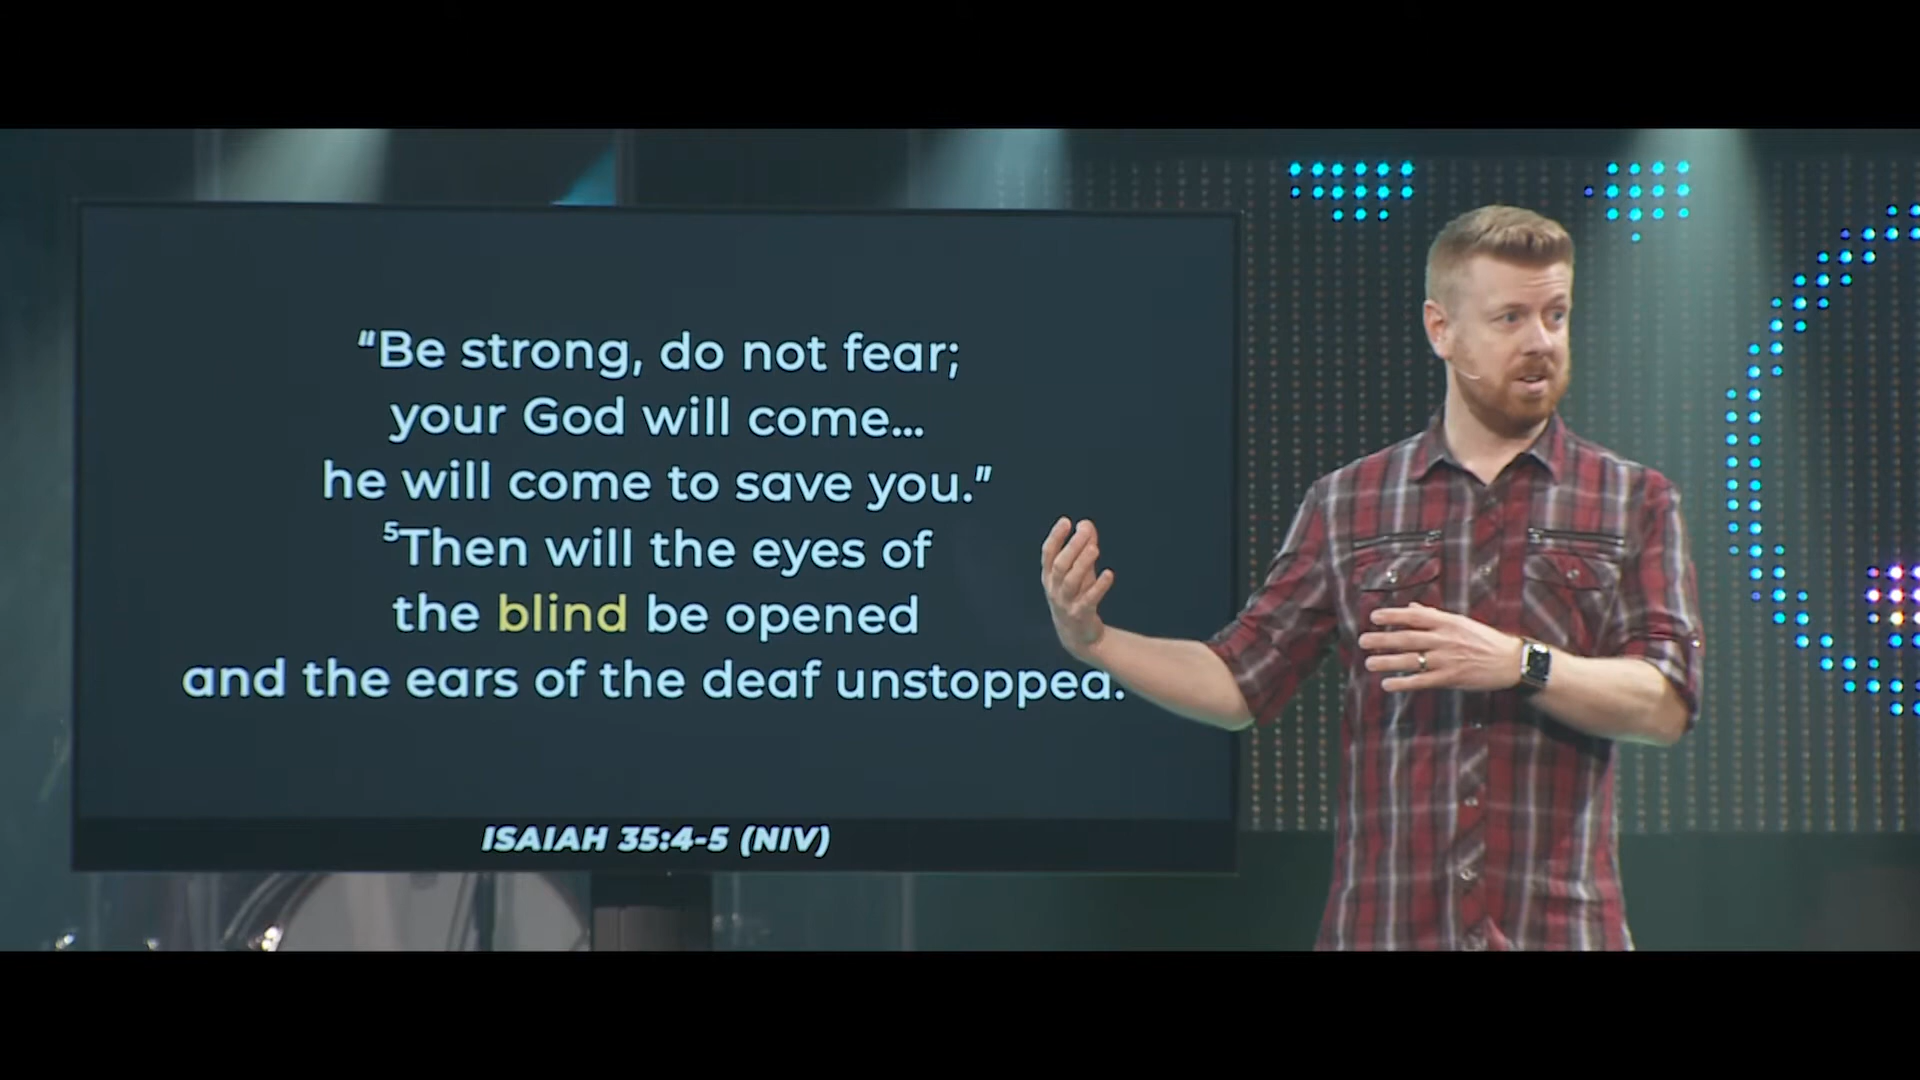 “Be strong, do not fear;
your God will come...
he will come to save you.”
⁵Then will the eyes of
the blind be opened
and the ears of the deaf unstopped.
ISAIAH 35:4-5 (NIV)